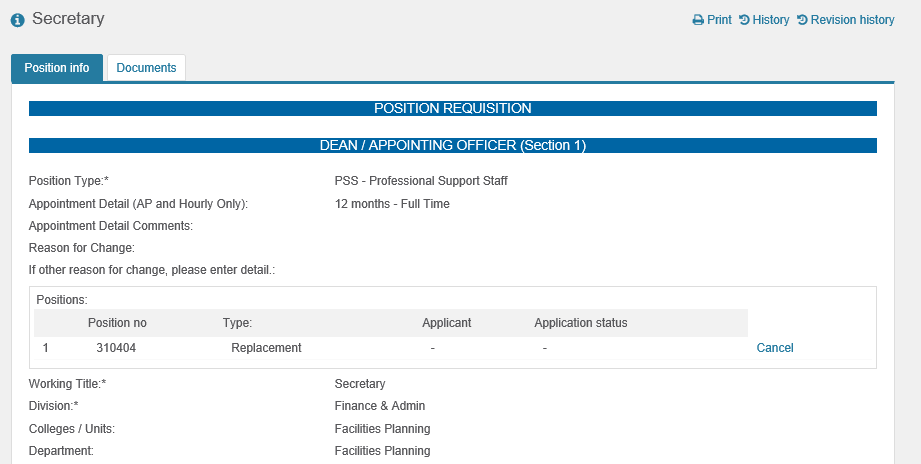 Secretary Print History Revision history
Position info Documents
POSITION REQUISITION
DEAN / APPOINTING OFFICER (Section 1)
Position Type:* PSS - Professional Support Staff
Appointment Detail (AP and Hourly Only): 12 months - Full Time
Appointment Detail Comments:
Reason for Change:
If other reason for change, please enter detail.:
Positions:
Position no Type: Applicant Application status
1 310404 Replacement - - Cancel
Working Title:* Secretary
Division:* Finance & Admin
Colleges / Units: Facilities Planning
Department: Facilities Planning